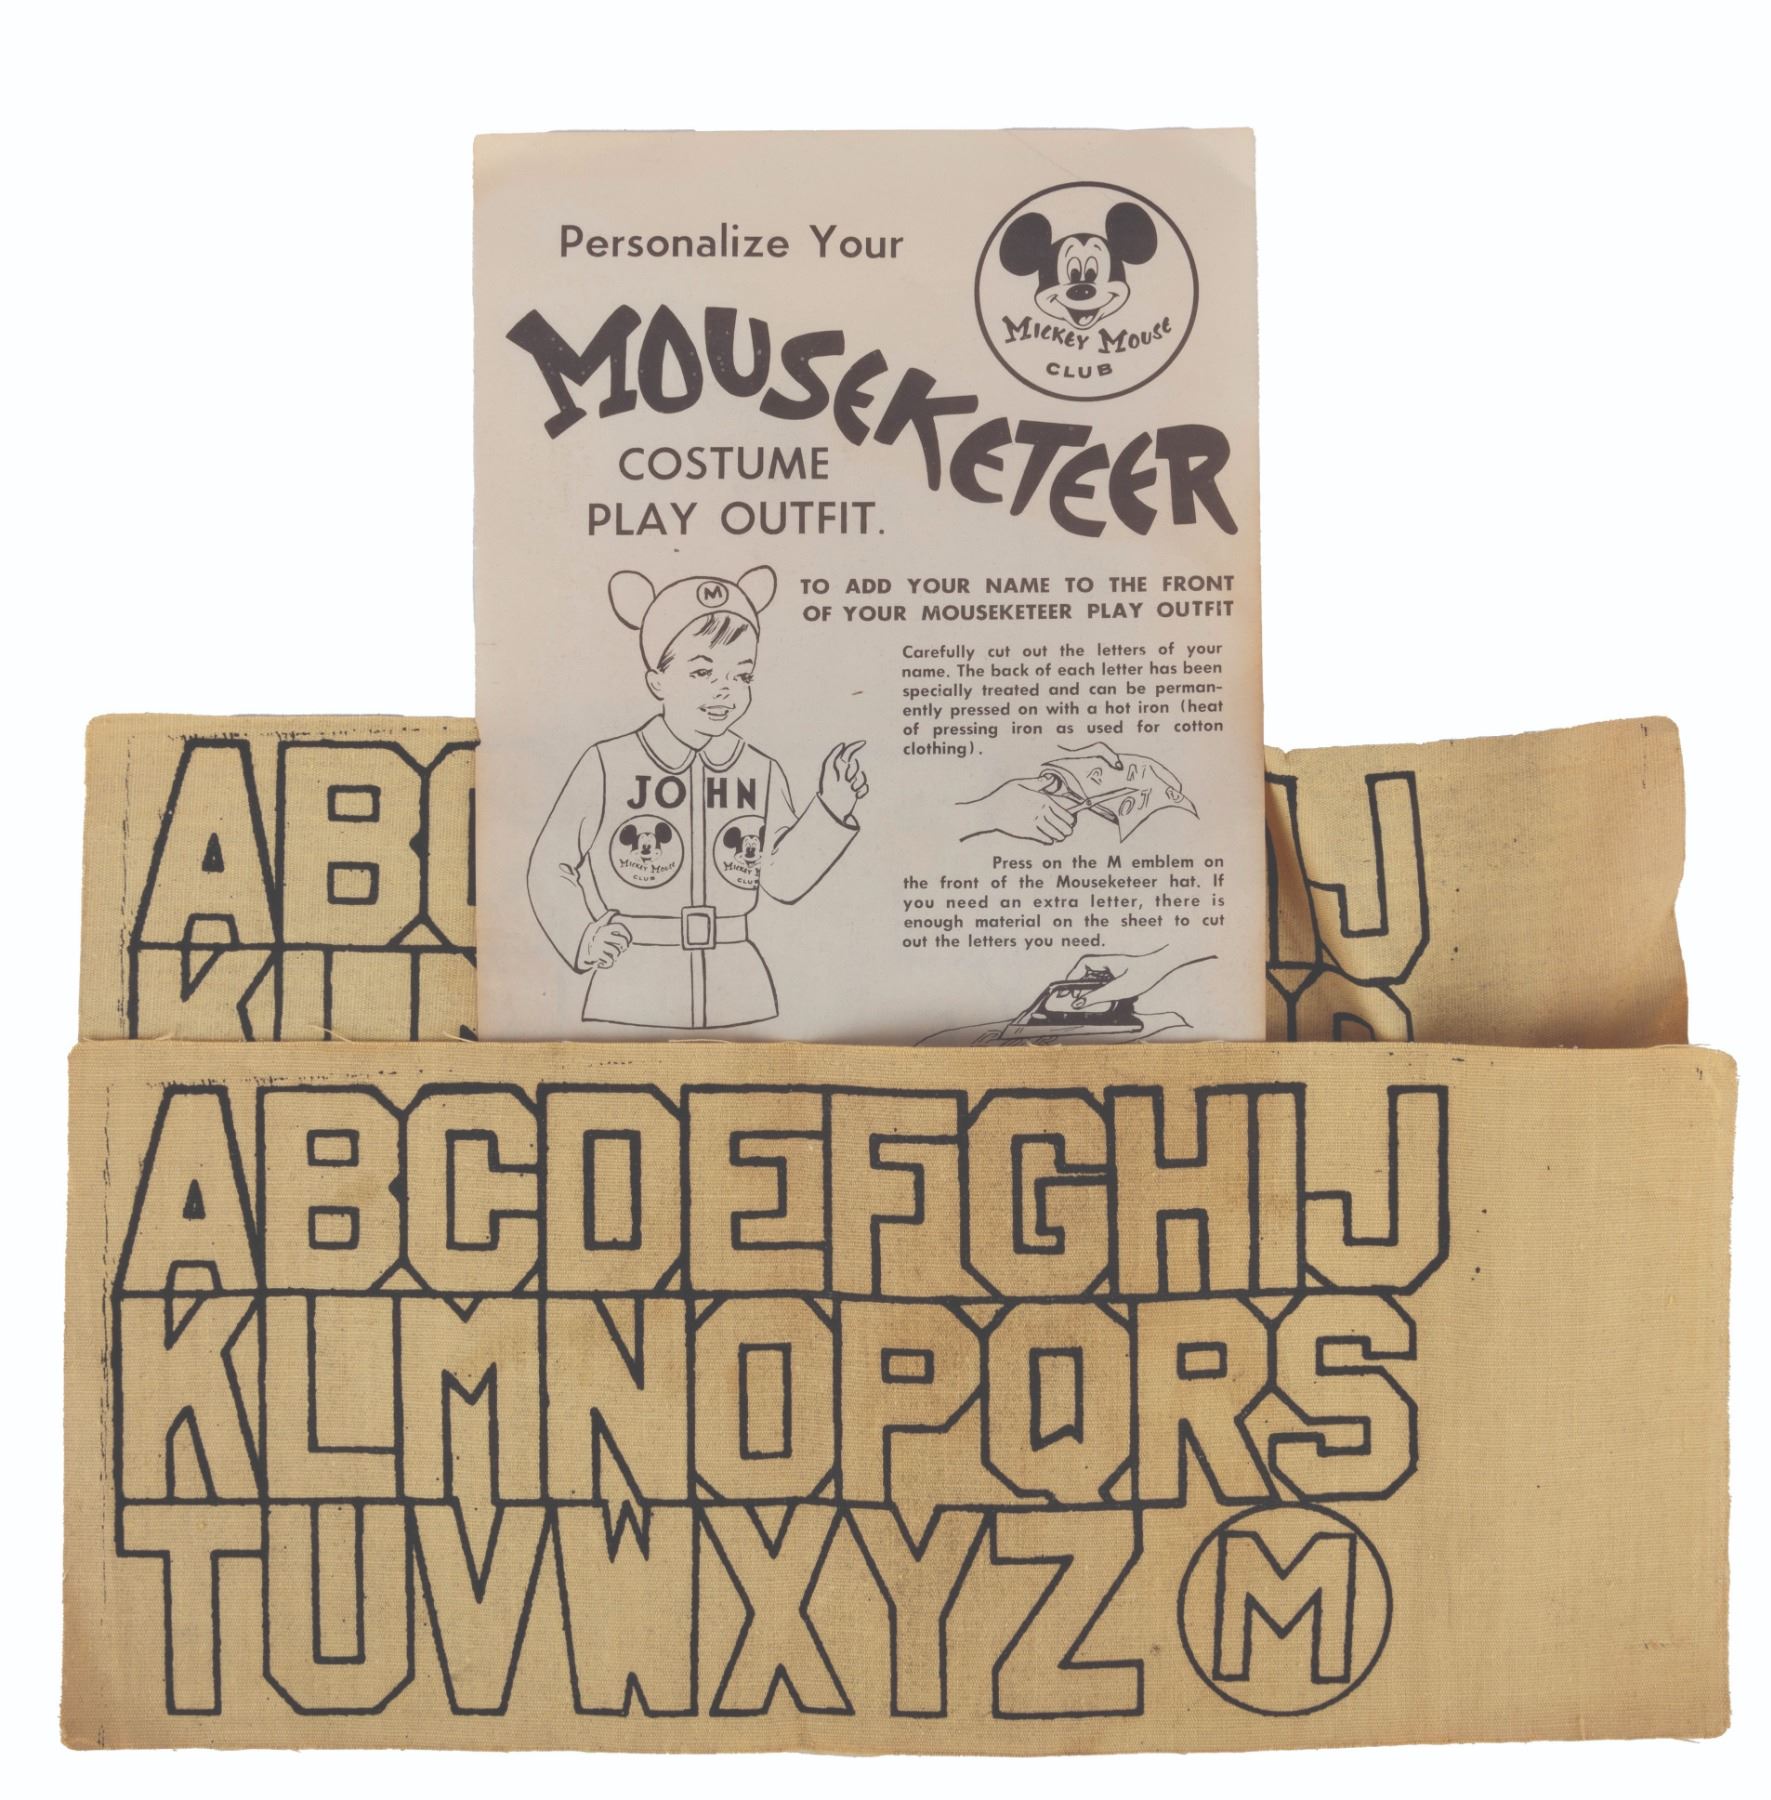 Personalize Your
MICKEY MOUSE
CLUB
MOUSEKETEER
COSTUME
PLAY OUTFIT.
M
TO ADD YOUR NAME TO THE FRONT
OF YOUR MOUSEKETEER PLAY OUTFIT
Carefully cut out the letters of your
name. The back of each letter has been
specially treated and can be perman-
ently pressed on with a hot iron (heat
of pressing iron as used for cotton
clothing).
JOHN
MICKEY MOUSE
CLUB
MICKEY M
CLUB
Press on the M emblem on
the front of the Mouseketeer hat. If
you need an extra letter, there is
enough material on the sheet to cut
out the letters you need.
ABC
J
KL
ABCDEFGHIJ
KLMNOPQRS
TUVWXYZ M